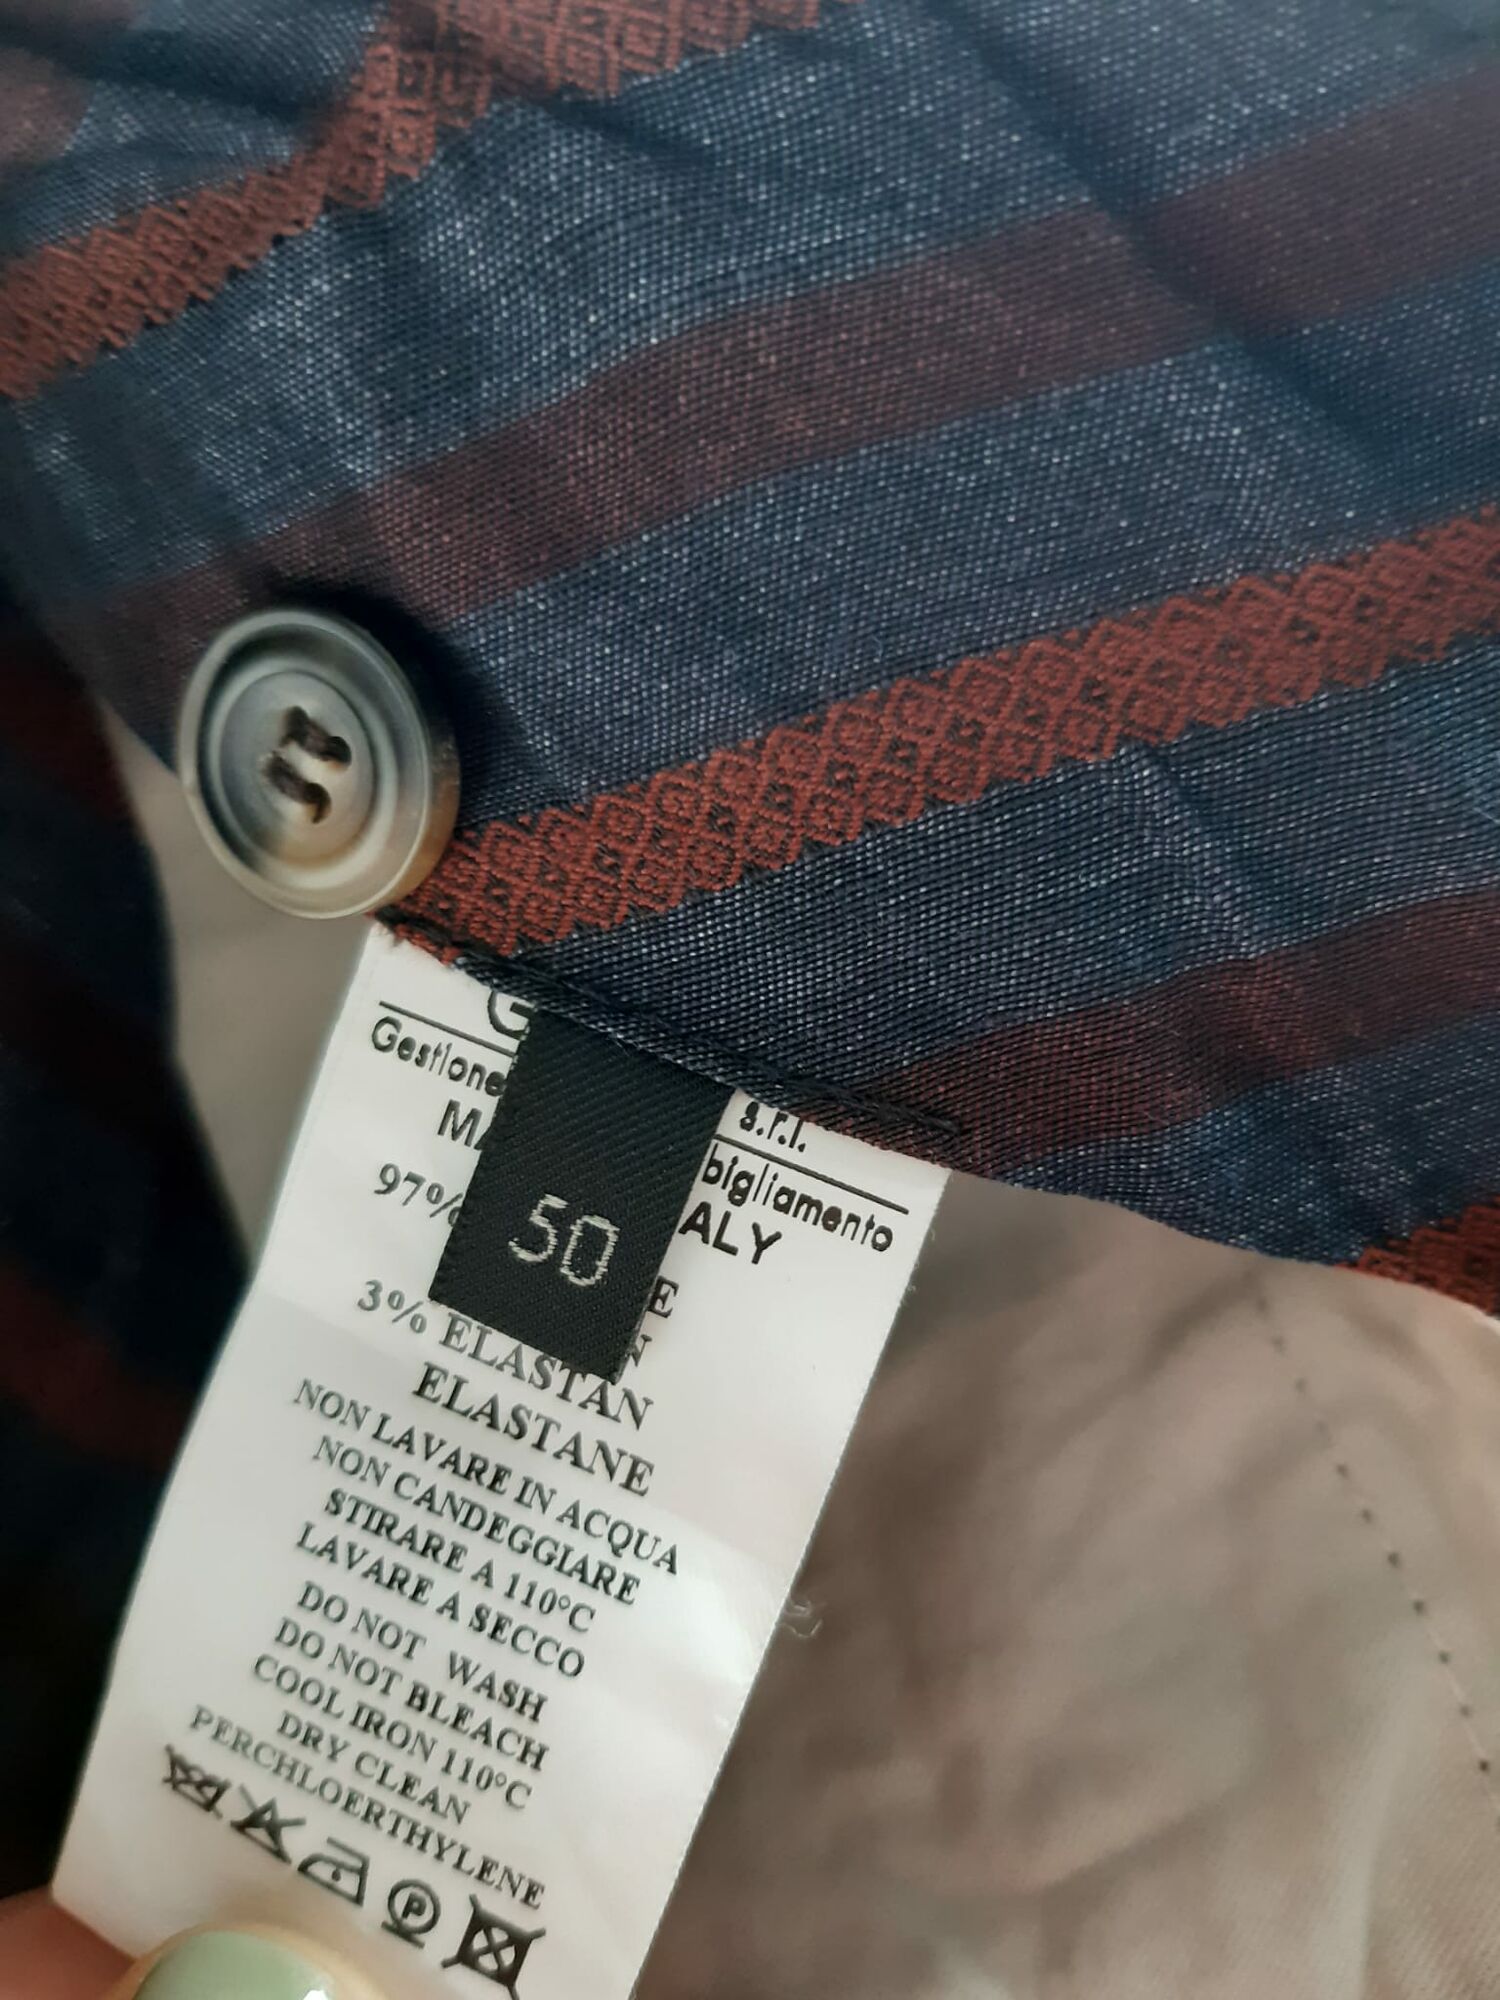 Gestione
s.r.l.
bigliamento
ALY
97%
50
3% ELASTAN
ELASTANE
NON LAVARE IN ACQUA
NON CANDEGGIARE
STIRARE A 110°C
LAVARE A SECCO
DO NOT WASH
DO NOT BLEACH
COOL IRON 110°C
DRY CLEAN
PERCHLOERTHYLENE
P